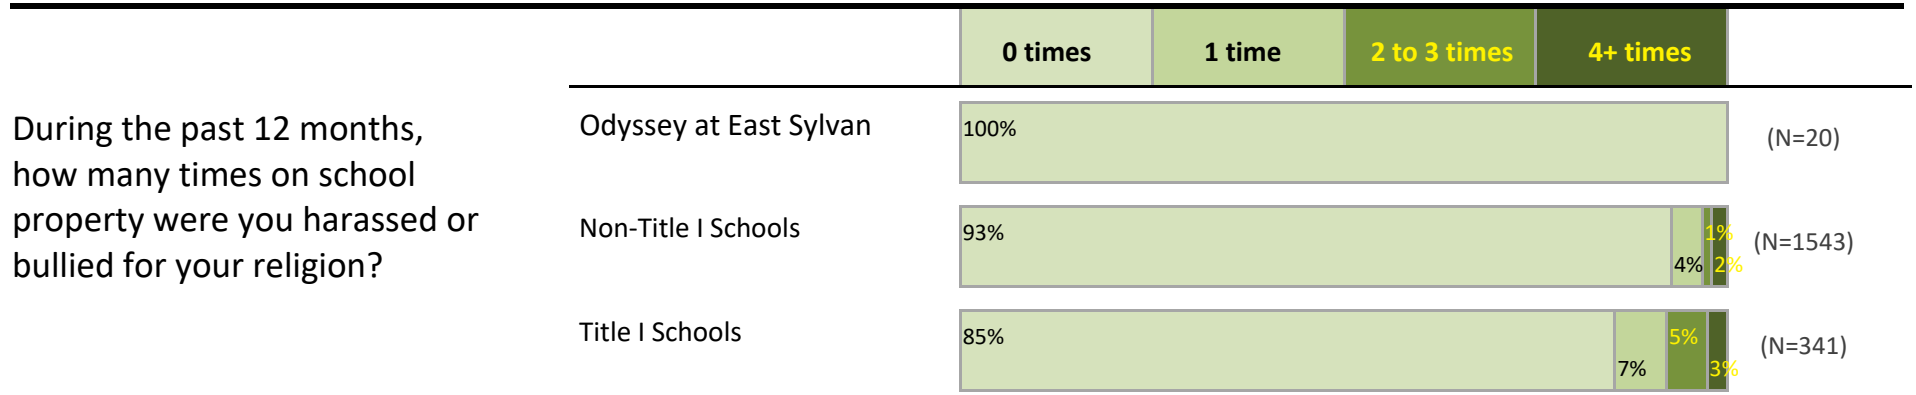 0 times 1 time 2 to 3 times 4+ times
During the past 12 months,
how many times on school
property were you harassed or
bullied for your religion?
Odyssey at East Sylvan 100% (N=20)
Non-Title I Schools 93% 4% 1% 2% (N=1543)
Title I Schools 85% 7% 5% 3% (N=341)